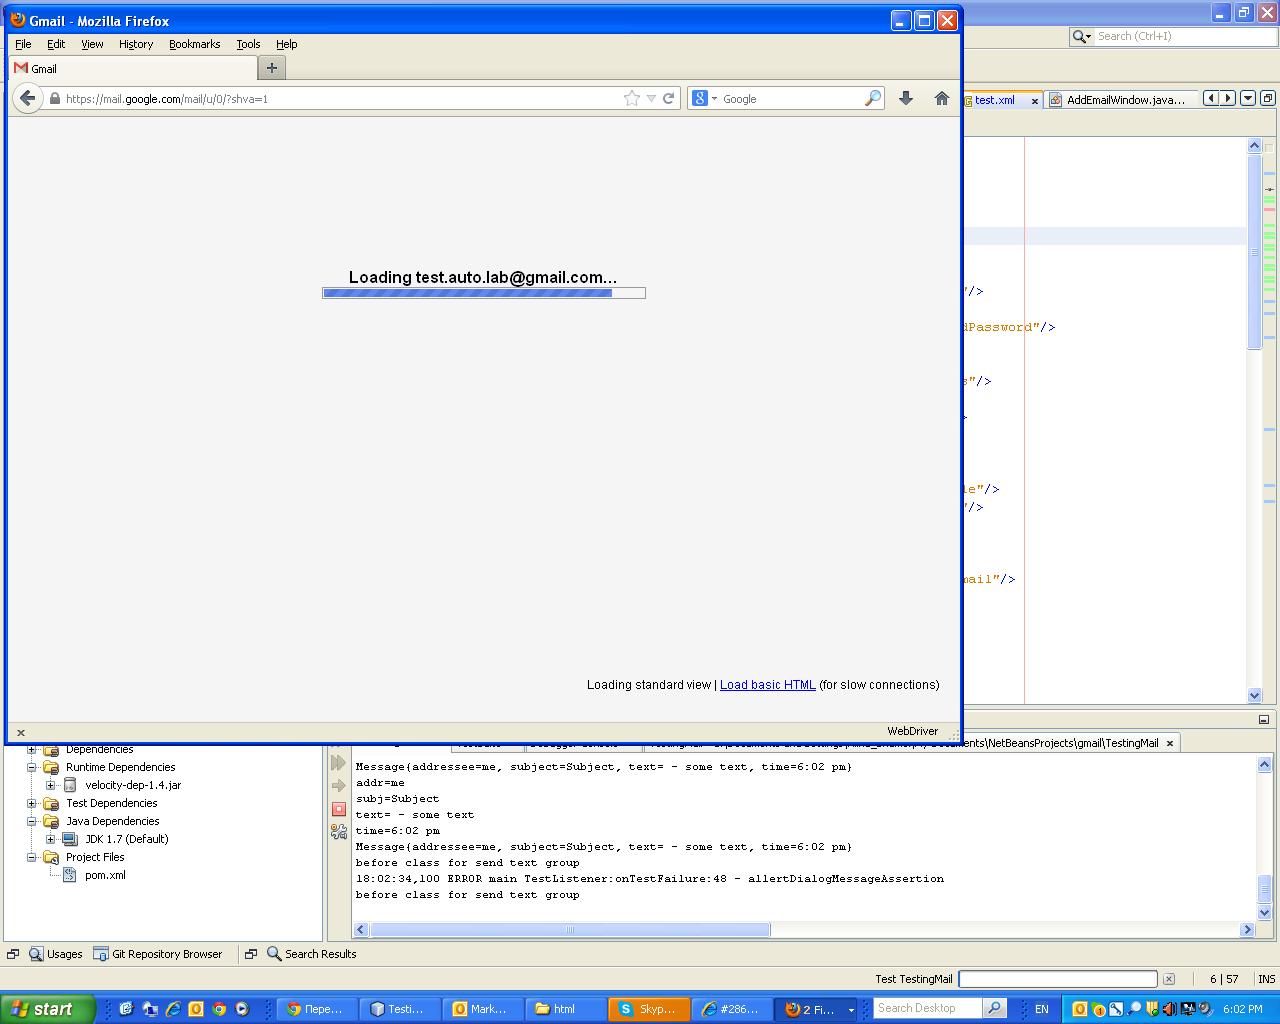 Gmail - Mozilla Firefox
File Edit View History Bookmarks Tools Help
Gmail
https://mail.google.com/mail/u/0/?shva=1
Google
Search (Ctrl+I)
test.xml
AddEmailWindow.java...
"/>
dPassword"/>
s"/>
>
le"/>
"/>
mail"/>
Loading test.auto.lab@gmail.com...
Loading standard view | Load basic HTML (for slow connections)
WebDriver
Dependencies
Runtime Dependencies
velocity-dep-1.4.jar
Test Dependencies
Java Dependencies
JDK 1.7 (Default)
Project Files
pom.xml
\NetBeansProjects\gmail\TestingMail
Message{addressee=me, subject=Subject, text= - some text, time=6:02 pm}
addr=me
subj=Subject
text= - some text
time=6:02 pm
Message{addressee=me, subject=Subject, text= - some text, time=6:02 pm}
before class for send text group
18:02:34,100 ERROR main TestListener:onTestFailure:48 - allertDialogMessageAssertion
before class for send text group
Usages Git Repository Browser Search Results
Test TestingMail
6 | 57 INS
start
Пере...
Testi...
Mark...
html
Skyp...
#286...
2 Fi...
Search Desktop
EN
6:02 PM